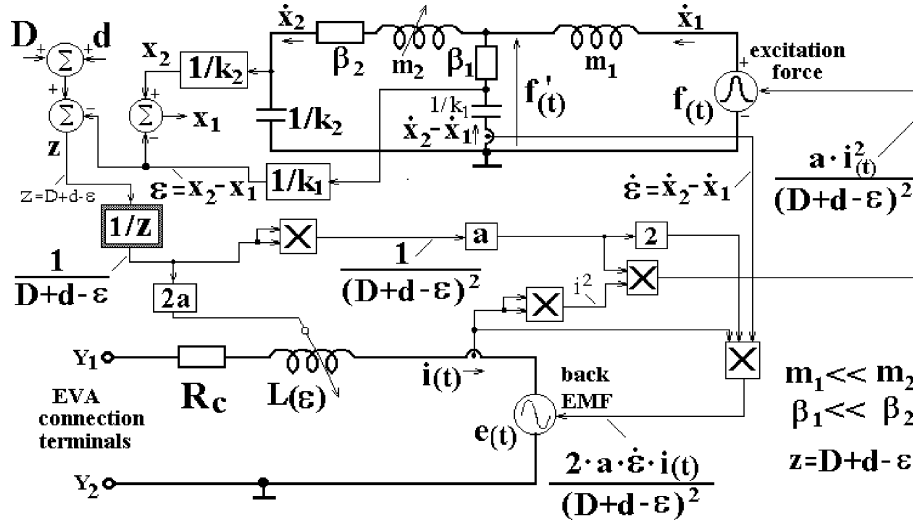 ẋ₂
ẋ₁
D + + d
Σ
x₂
1/k₂
β₂
m₂
β₁
m₁
+
excitation
force
+
Σ
−
+
Σ
−
x₁
1/k₂
1/k₁
ẋ₂-ẋ₁
f'(t)
f(t)
−
z
z=D+d-ε
ε=x₂-x₁
1/k₁
ε̇=ẋ₂-ẋ₁
a·i²(t)
(D+d-ε)²
1/z
1
D+d-ε
X
1
(D+d-ε)²
a
2
2a
X
i²
X
X
Y₁
R_C
L(ε)
i(t)
EVA
connection
terminals
back
EMF
e(t)
2·a·ε̇·i(t)
(D+d-ε)²
Y₂
m₁<< m₂
β₁<< β₂
z=D+d-ε